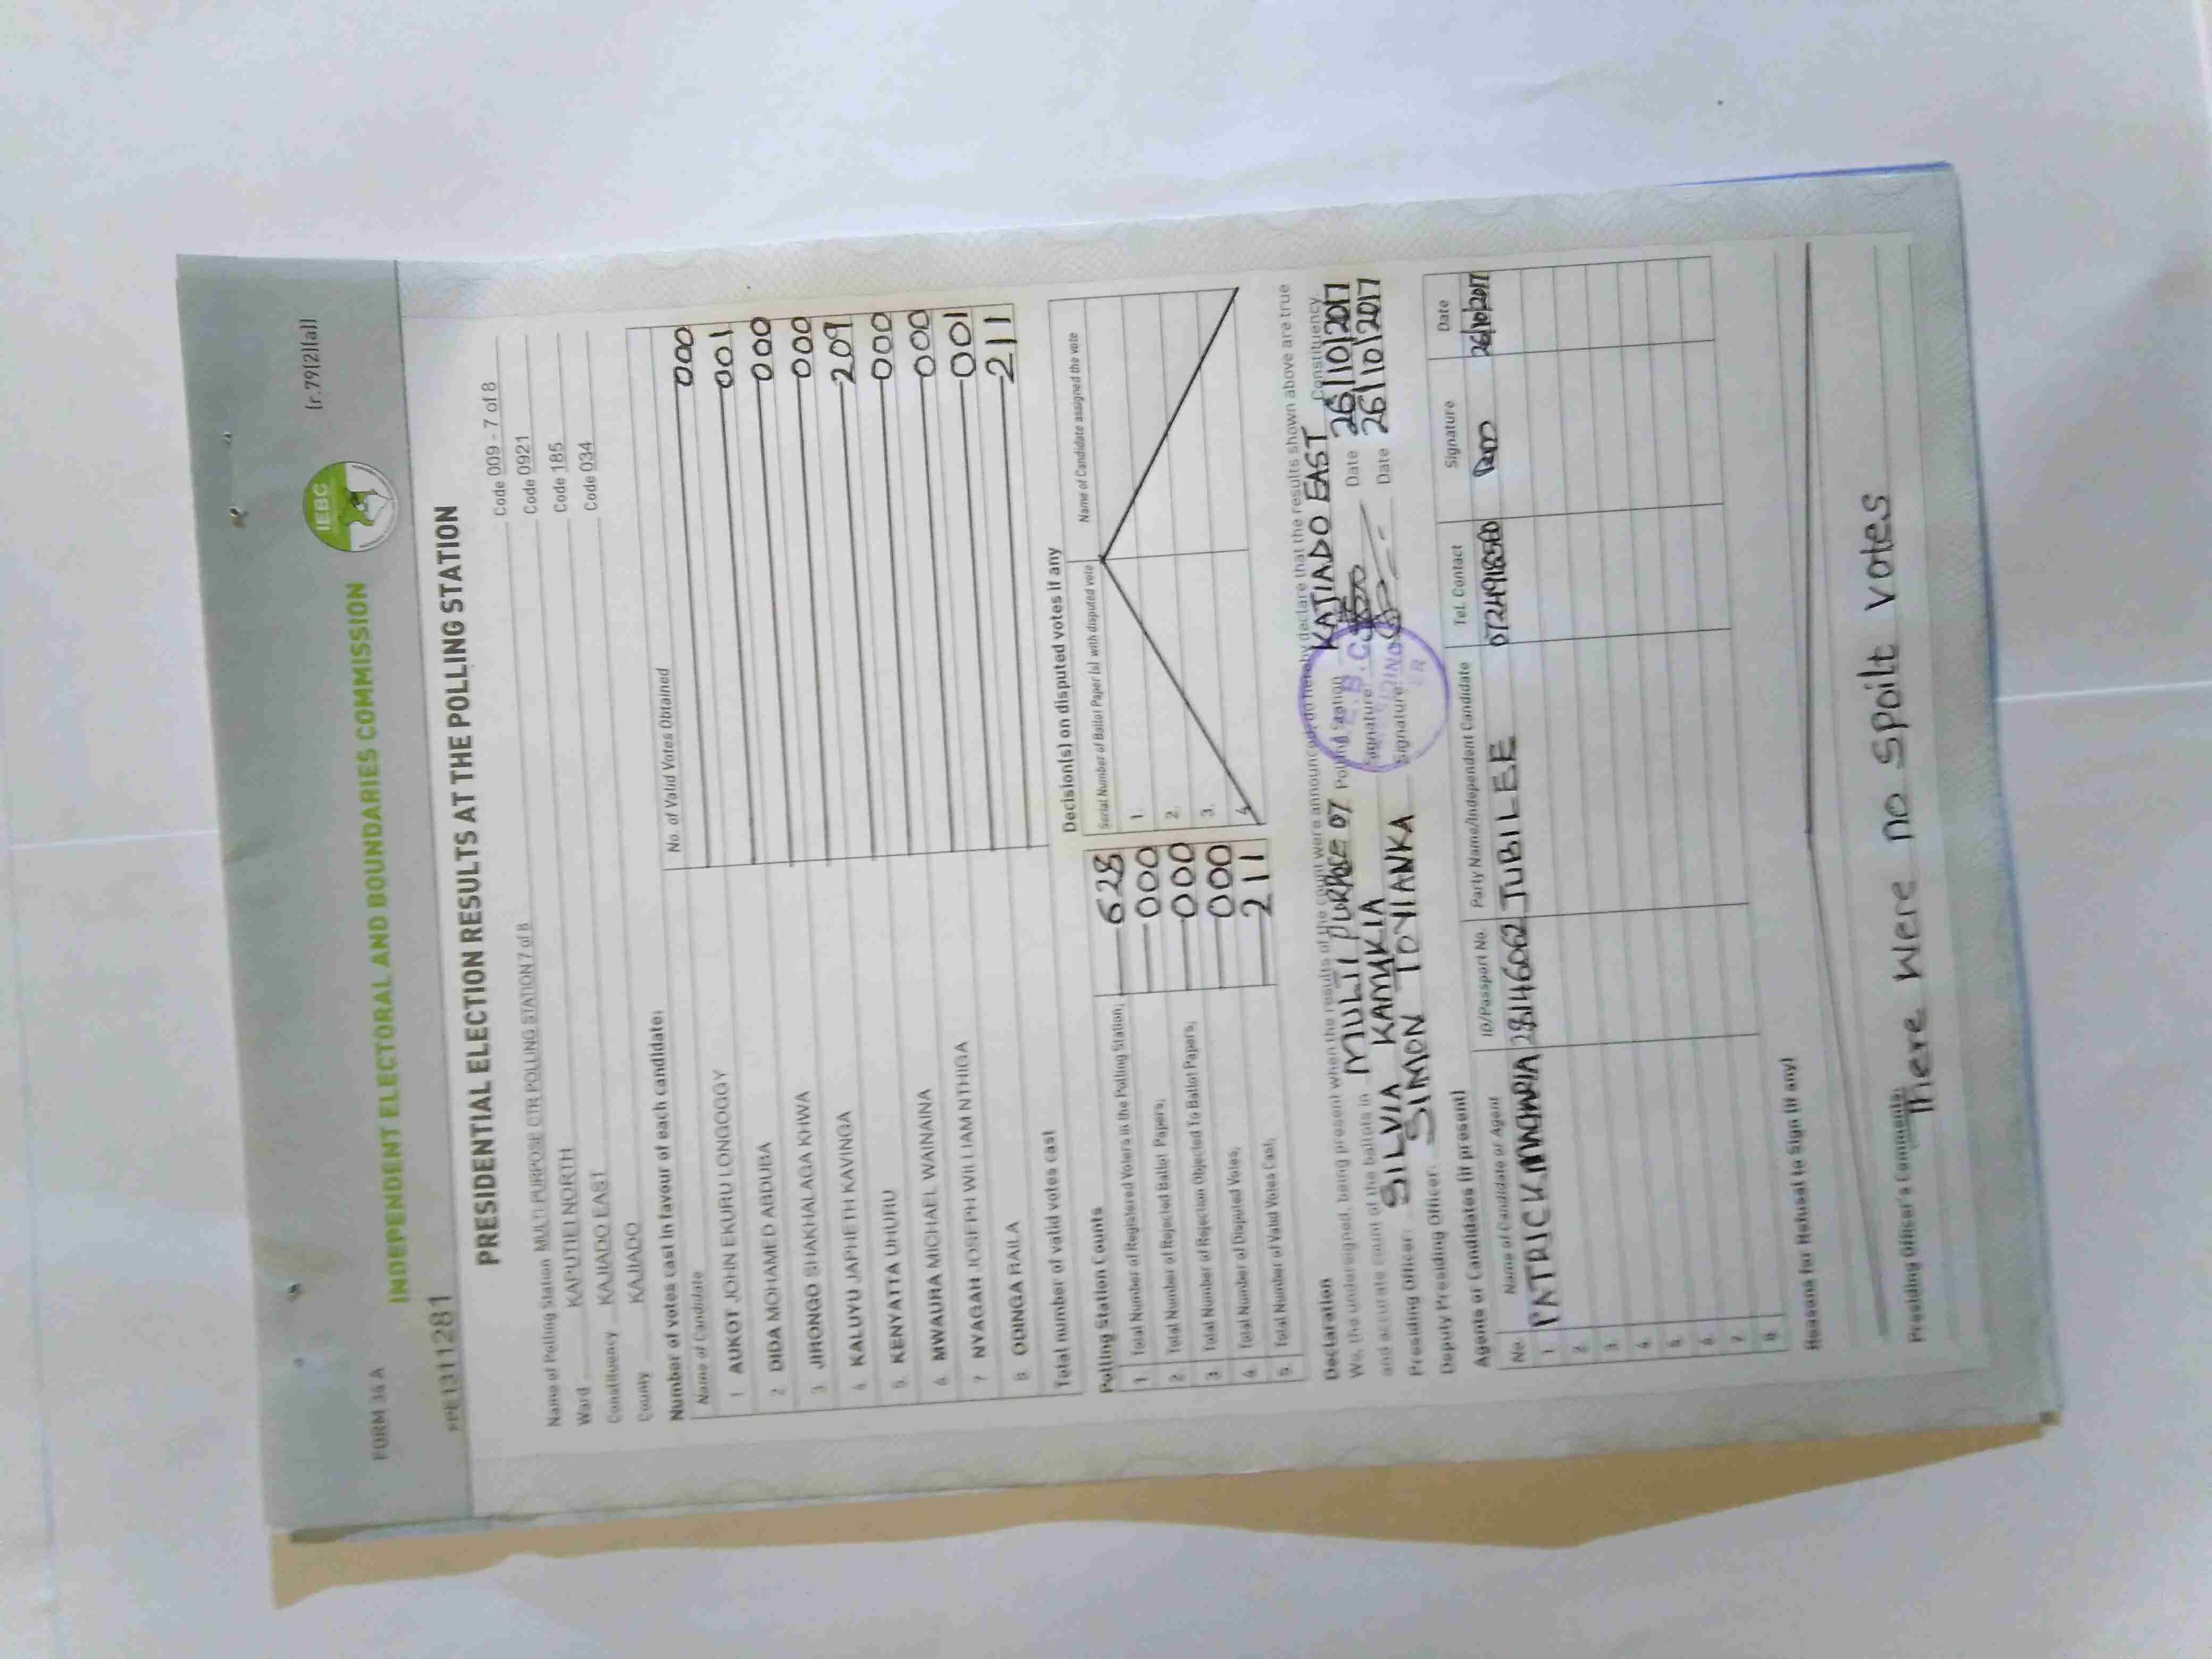 FORM 34 A
[r.79(2)(a)]
IEBC
INDEPENDENT ELECTORAL AND BOUNDARIES COMMISSION
PPE1311281
PRESIDENTIAL ELECTION RESULTS AT THE POLLING STATION
Name of Polling Station MULTI-PURPOSE CTR POLLING STATION 7 of 8 Code 009 - 7 of 8
Ward KAPUTIEI NORTH Code 0921
Constituency KAJIADO EAST Code 185
County KAJIADO Code 034
Number of votes cast in favour of each candidate;
Name of Candidate No. of Valid Votes Obtained
1 AUKOT JOHN EKURU LONGOGGY 000
2 DIDA MOHAMED ABDUBA 001
3 JIRONGO SHAKHALAGA KHWA 000
4 KALUYU JAPHETH KAVINGA 000
5. KENYATTA UHURU 209
6 MWAURA MICHAEL WAINAINA 000
7 NYAGAH JOSEPH WILLIAM NTHIGA 000
8 ODINGA RAILA 001
Total number of valid votes cast 211
Polling Station Counts
1 Total Number of Registered Voters in the Polling Station; 628
2. Total Number of Rejected Ballot Papers; 000
3 Total Number of Rejection Objected To Ballot Papers; 000
4. Total Number of Disputed Votes; 000
5. Total Number of Valid Votes Cast; 211
Decision(s) on disputed votes if any
Serial Number of Ballot Paper (s) with disputed vote Name of Candidate assigned the vote
1.
2.
3.
4.
Declaration
We, the undersigned, being present when the results of the count were announced, do hereby declare that the results shown above are true
and accurate count of the ballots in MULTI PURPOSE 07 Polling Station KAJIADO EAST Constituency
Presiding Officer: SILVIA KAMUKIA Signature Date 26/10/2017
Deputy Presiding Officer: SIMON TOYIANKA Signature Date 26/10/2017
Agents or Candidates (if present)
No. Name of Candidate or Agent ID/Passport No. Party Name/Independent Candidate Tel. Contact Signature Date
1 PATRICK 28146062 JUBILEE 26/10/2017
2
3
4
5
6
7
8
Reasons for Refusal to Sign (if any)
Presiding Officer's Comments:
There were no spoilt votes